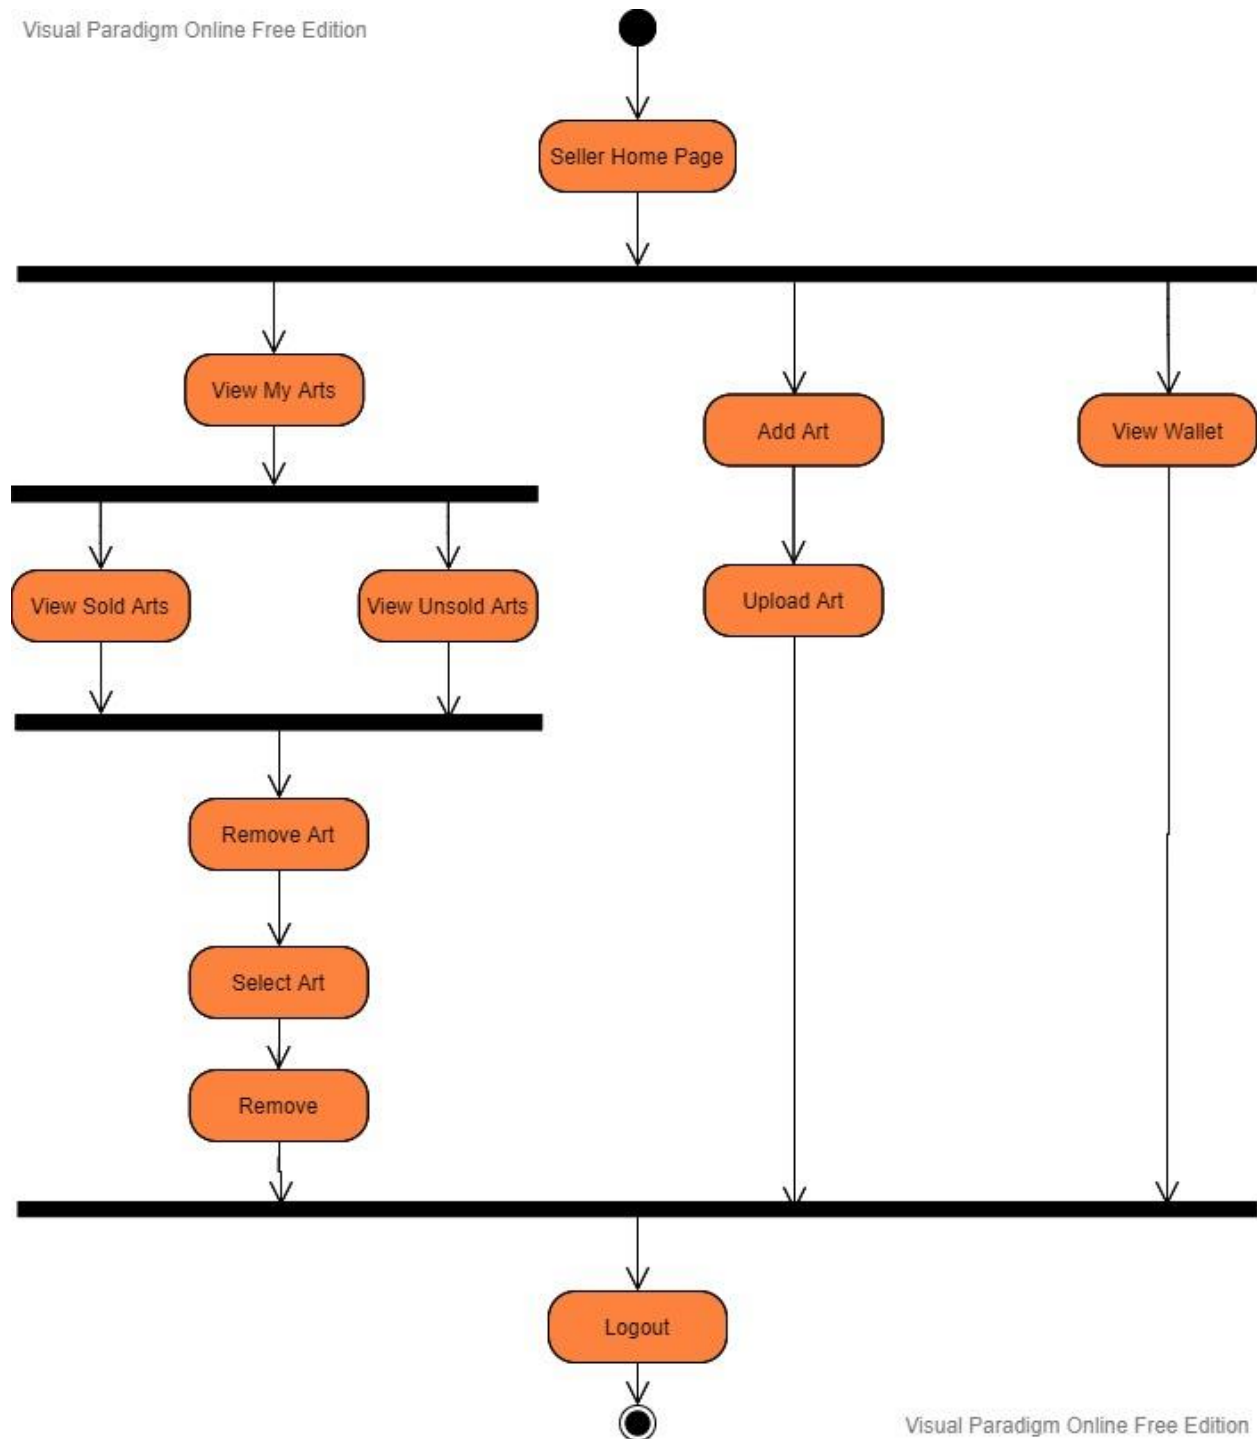 Visual Paradigm Online Free Edition
Seller Home Page
View My Arts
Add Art
View Wallet
View Sold Arts
View Unsold Arts
Upload Art
Remove Art
Select Art
Remove
Logout
Visual Paradigm Online Free Edition